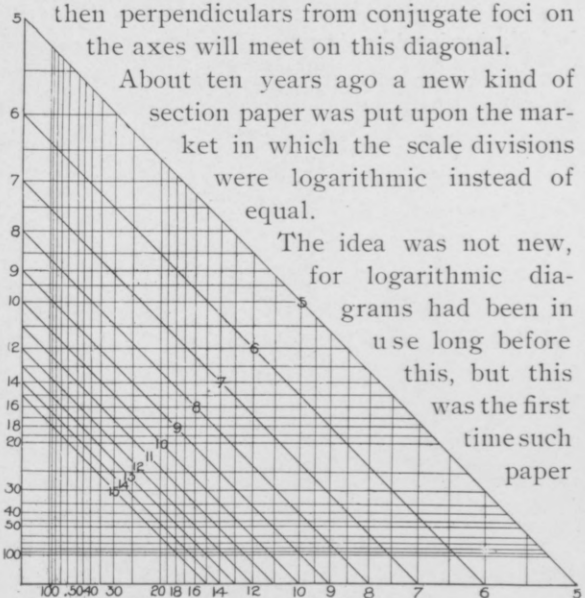 then perpendiculars from conjugate foci on
the axes will meet on this diagonal.
About ten years ago a new kind of
section paper was put upon the mar-
ket in which the scale divisions
were logarithmic instead of
equal.
The idea was not new,
for logarithmic dia-
grams had been in
use long before
this, but this
was the first
time such
paper
5
6
7
8
9
10
12
14
16
18
20
30
40
50
100
5
6
7
8
9
10
11
12
13
14
15
100 50 40 30 20 18 16 14 12 10 9 8 7 6 5